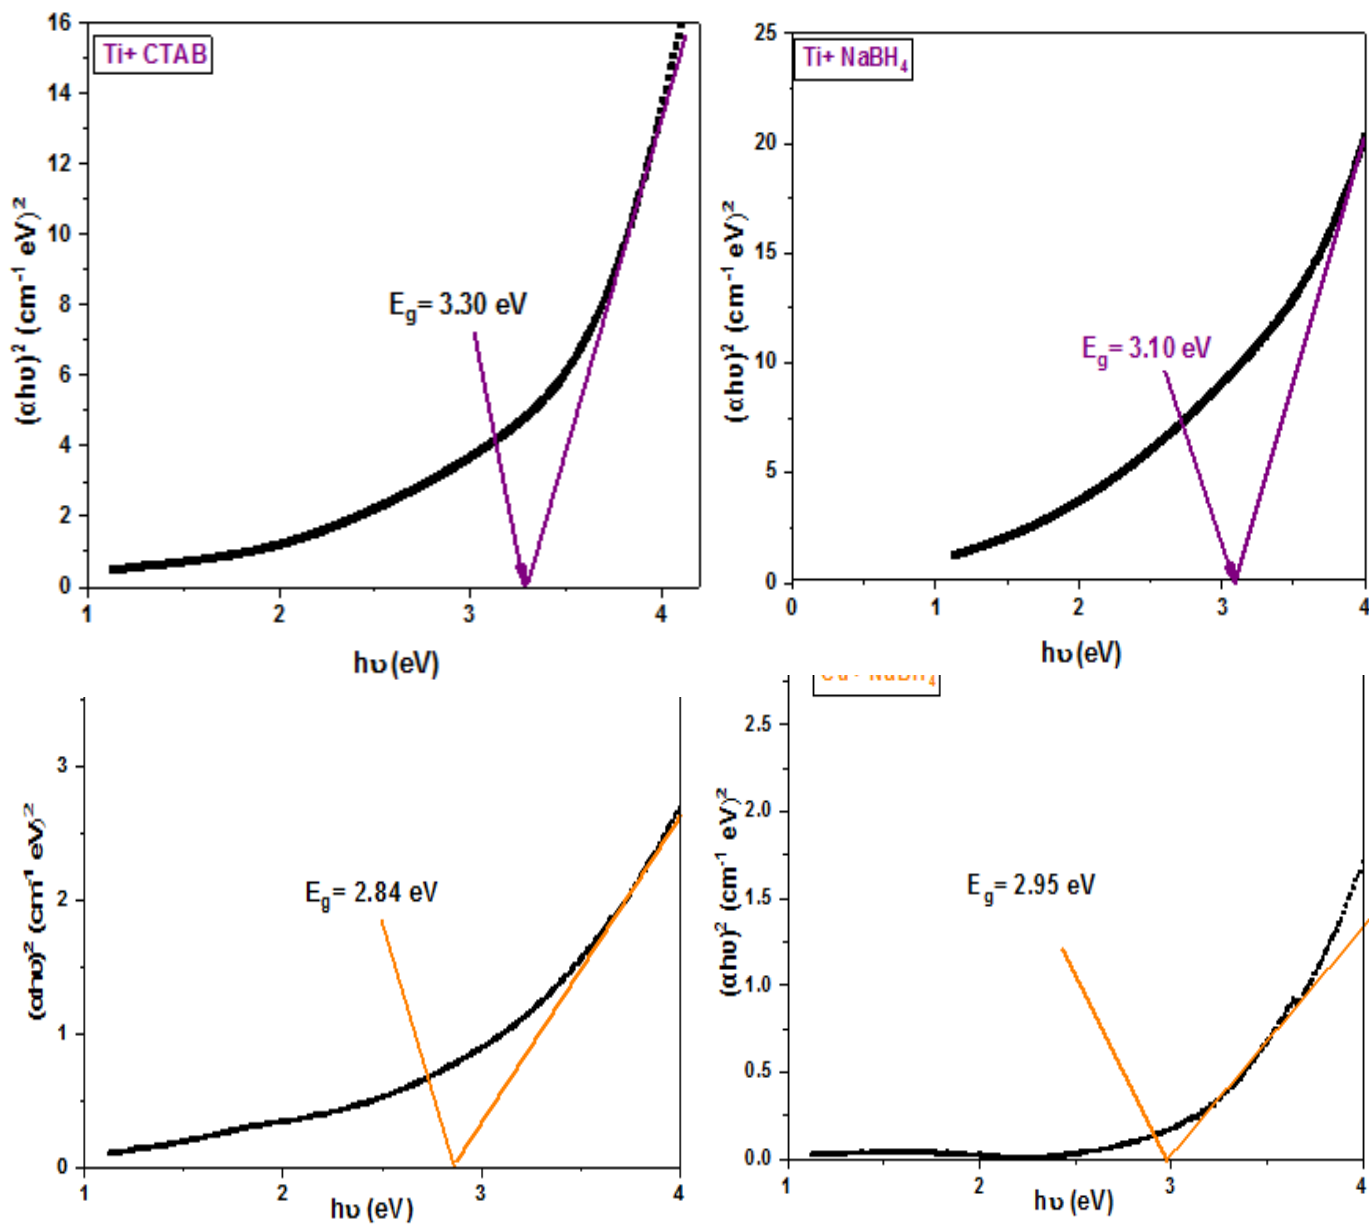 Ti+ CTAB
16
14
12
10
8
6
4
2
0
(αhυ)² (cm⁻¹ eV)²
E_g= 3.30 eV
1
2
3
4
hυ (eV)
Ti+ NaBH₄
25
20
15
10
5
0
(αhυ)² (cm⁻¹ eV)²
E_g= 3.10 eV
0
1
2
3
4
hυ (eV)
3
2
1
0
(αhυ)² (cm⁻¹ eV)²
E_g= 2.84 eV
1
2
3
4
hυ (eV)
NaBH₄
2.5
2.0
1.5
1.0
0.5
0.0
(αhυ)² (cm⁻¹ eV)²
E_g= 2.95 eV
1
2
3
4
hυ (eV)